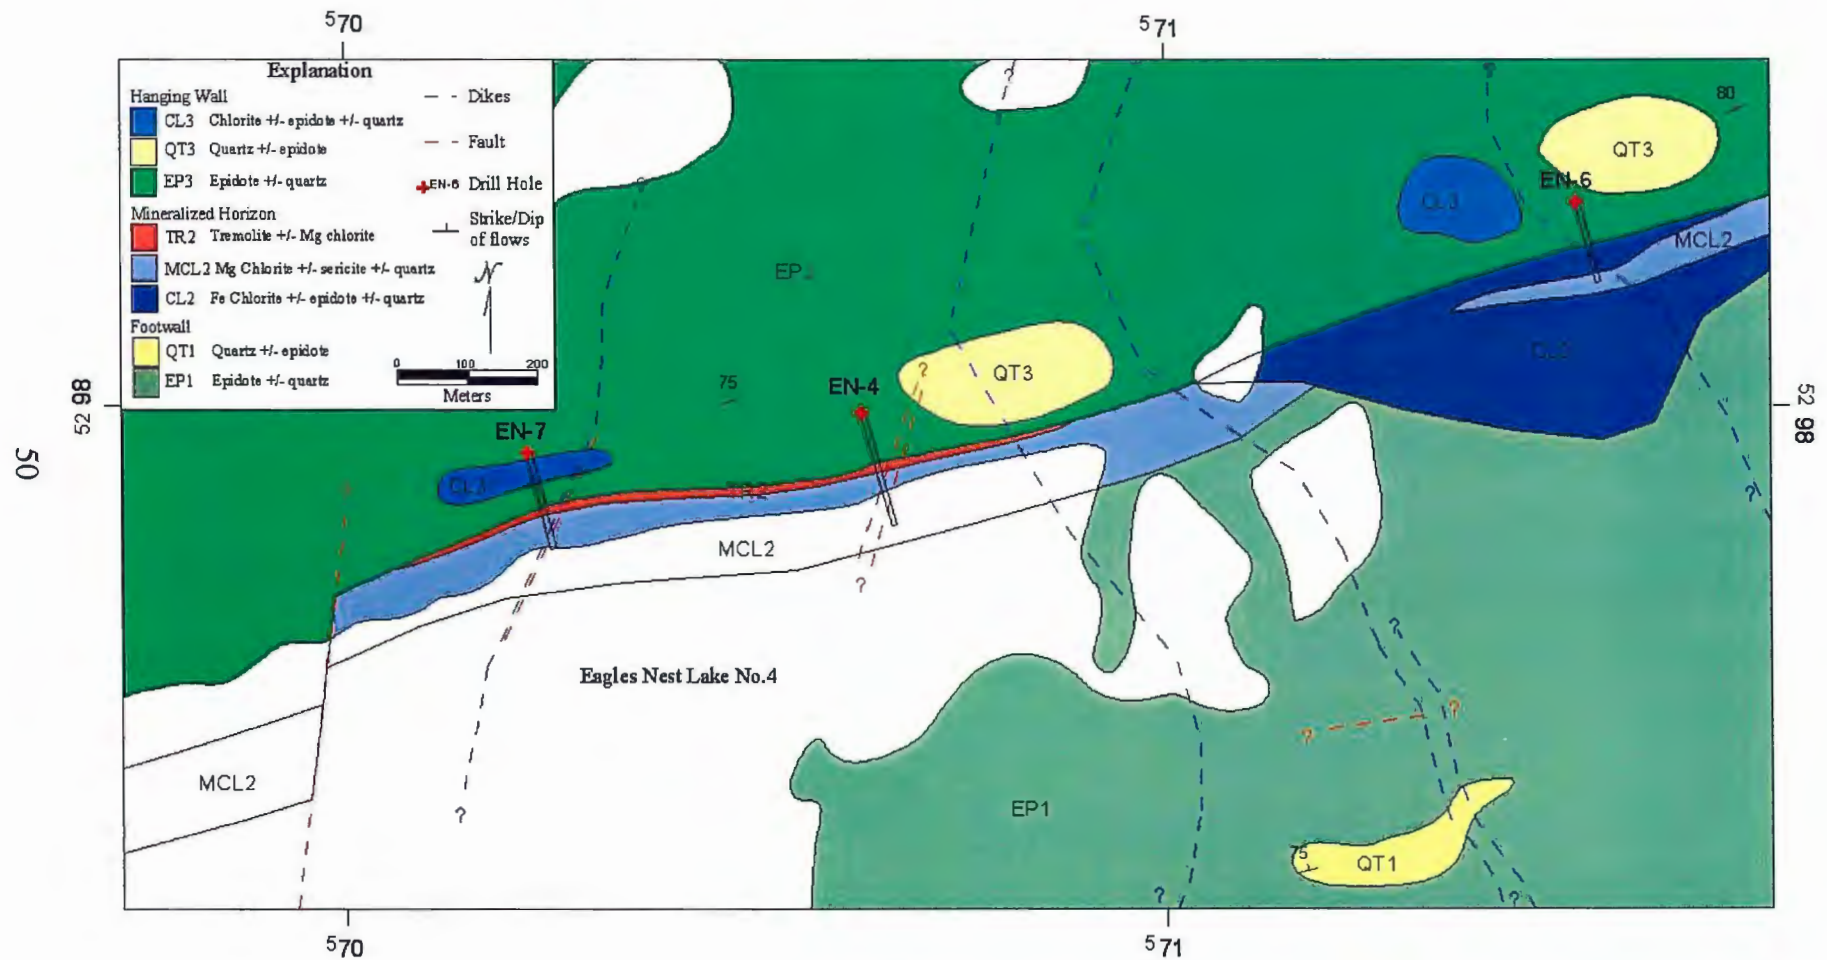 570
571
Explanation
Hanging Wall
CL3 Chlorite +/- epidote +/- quartz
QT3 Quartz +/- epidote
EP3 Epidote +/- quartz
Mineralized Horizon
TR2 Tremolite +/- Mg chlorite
MCL2 Mg Chlorite +/- sericite +/- quartz
CL2 Fe Chlorite +/- epidote +/- quartz
Footwall
QT1 Quartz +/- epidote
EP1 Epidote +/- quartz
Dikes
Fault
EN-6 Drill Hole
Strike/Dip
of flows
N
0 100 200
Meters
?
?
?
80
QT3
EN-6
CL3
MCL2
?
EP3
CL2
75
QT3
?
EN-4
5298
5298
50
EN-7
CL3
TR2
?
MCL2
?
?
Eagles Nest Lake No.4
?
?
MCL2
?
EP1
75
QT1
?
?
570
571